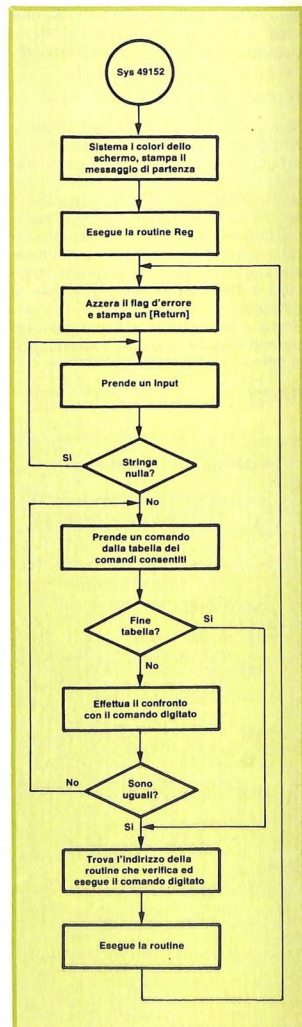 Sys 49152
Sistema i colori dello
schermo, stampa il
messaggio di partenza
Esegue la routine Reg
Azzera il flag d'errore
e stampa un [Return]
Prende un Input
Stringa
nulla?
Si
No
Prende un comando
dalla tabella dei
comandi consentiti
Fine
tabella?
Si
No
Effettua il confronto
con il comando digitato
Sono
uguali?
No
Si
Trova l'indirizzo della
routine che verifica ed
esegue il comando digitato
Esegue la routine